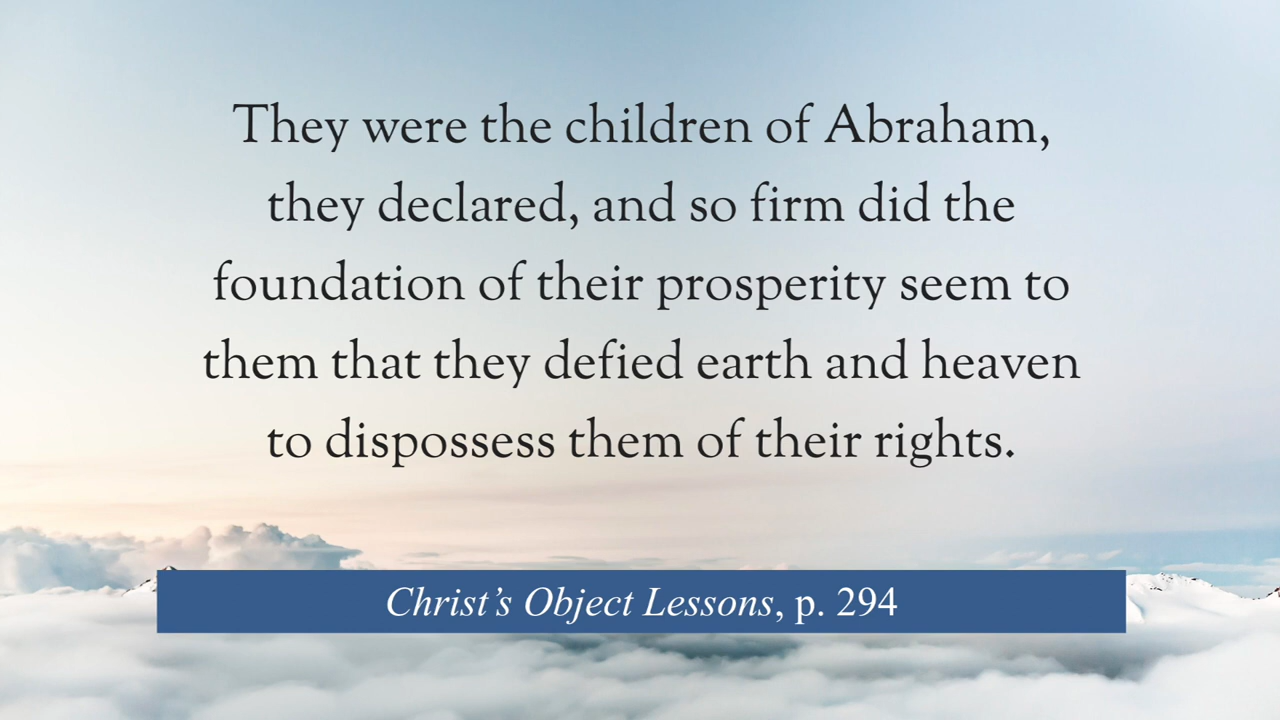 They were the children of Abraham,
they declared, and so firm did the
foundation of their prosperity seem to
them that they defied earth and heaven
to dispossess them of their rights.
Christ’s Object Lessons, p. 294